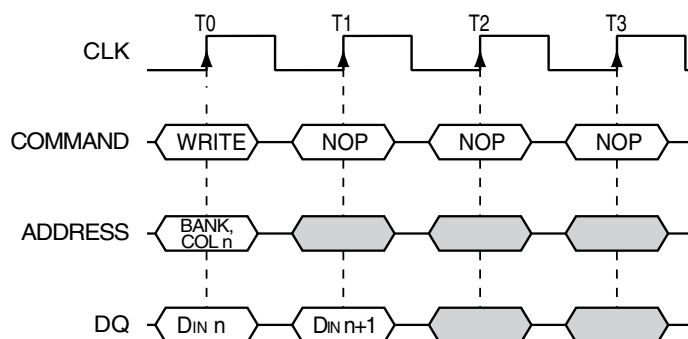 T0 T1 T2 T3
CLK
COMMAND WRITE NOP NOP NOP
ADDRESS BANK,
COL n
DQ DIN n DIN n+1